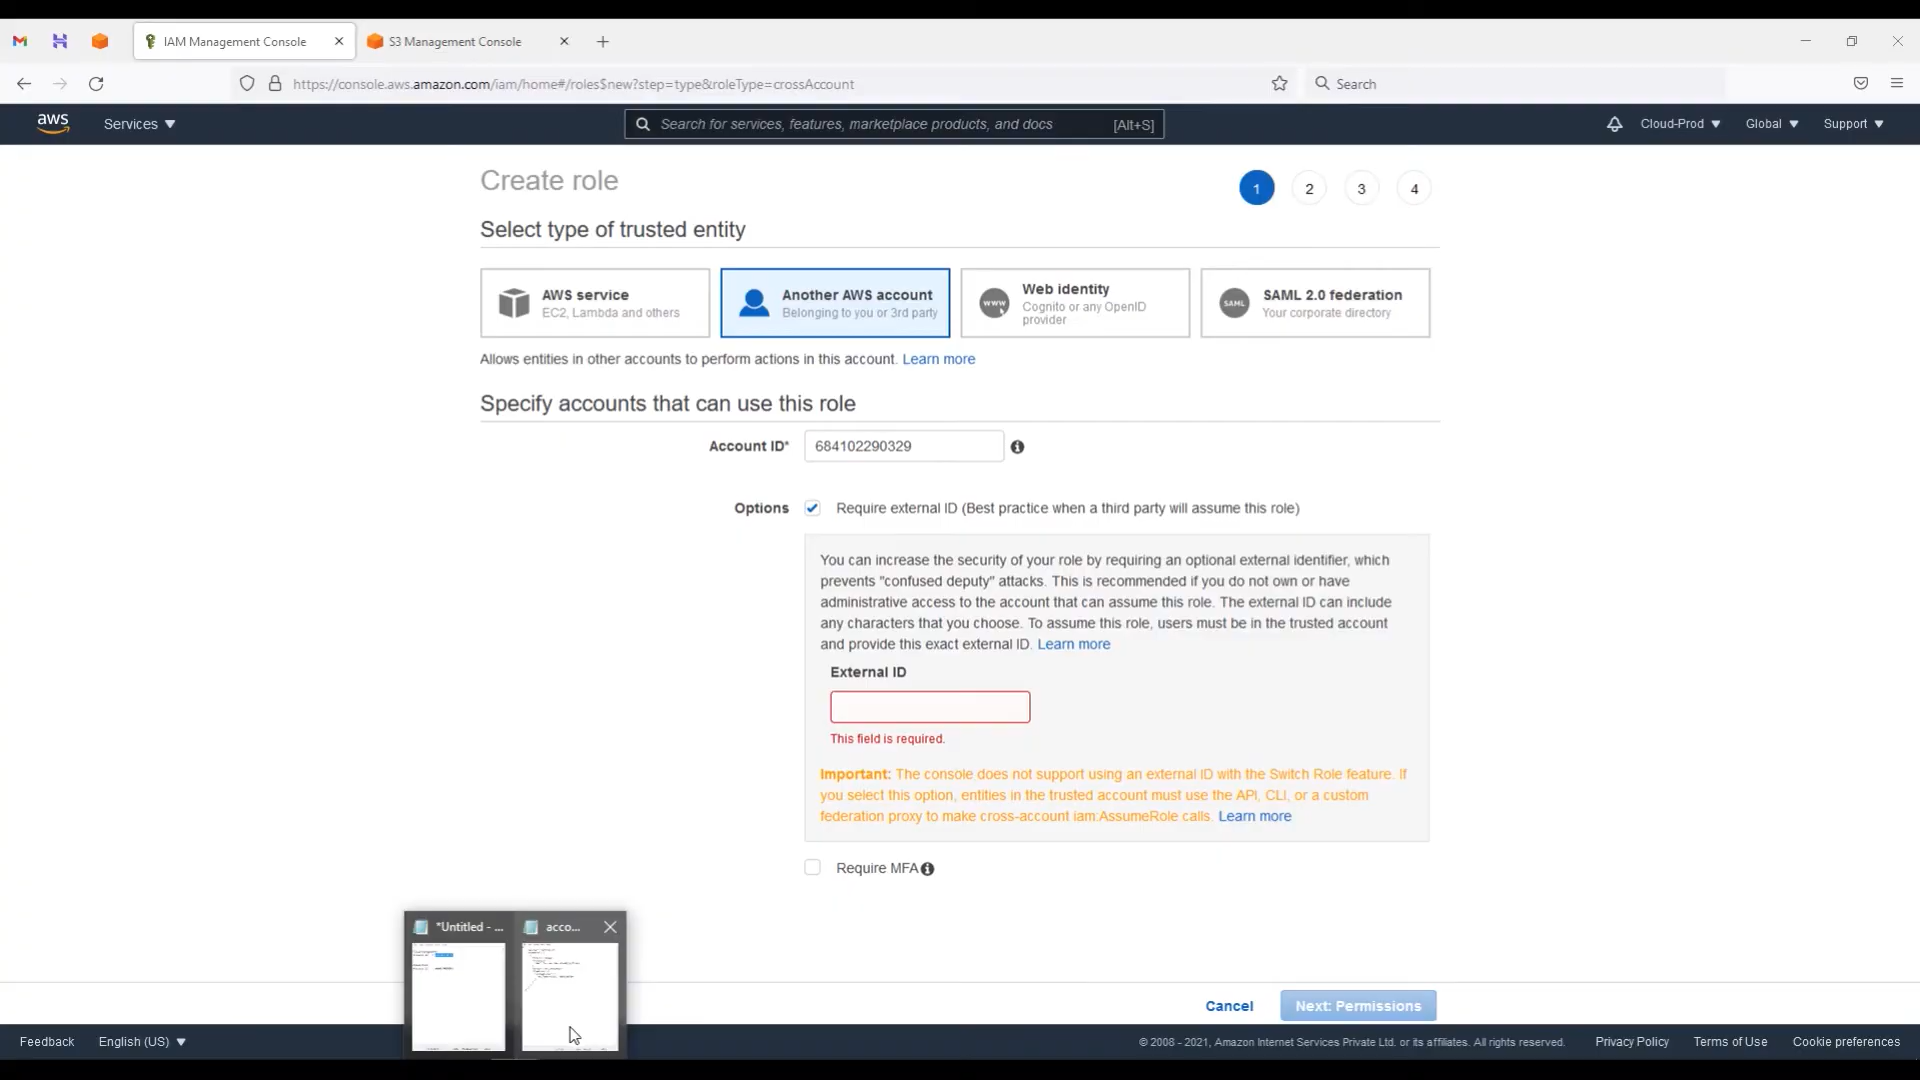 IAM Management Console
S3 Management Console
https://console.aws.amazon.com/iam/home#/roles$new?step=type&roleType=crossAccount
Search
aws
Services
Search for services, features, marketplace products, and docs
[Alt+S]
Cloud-Prod
Global
Support
Create role
1
2
3
4
Select type of trusted entity
AWS service
EC2, Lambda and others
Another AWS account
Belonging to you or 3rd party
www
Web identity
Cognito or any OpenID
provider
SAML
SAML 2.0 federation
Your corporate directory
Allows entities in other accounts to perform actions in this account. Learn more
Specify accounts that can use this role
Account ID*
684102290329
Options
Require external ID (Best practice when a third party will assume this role)
You can increase the security of your role by requiring an optional external identifier, which
prevents "confused deputy" attacks. This is recommended if you do not own or have
administrative access to the account that can assume this role. The external ID can include
any characters that you choose. To assume this role, users must be in the trusted account
and provide this exact external ID. Learn more
External ID
This field is required.
Important: The console does not support using an external ID with the Switch Role feature. If
you select this option, entities in the trusted account must use the API, CLI, or a custom
federation proxy to make cross-account iam:AssumeRole calls. Learn more
Require MFA
*Untitled - ...
acco...
Cancel
Next: Permissions
Feedback
English (US)
© 2008 - 2021, Amazon Internet Services Private Ltd. or its affiliates. All rights reserved.
Privacy Policy
Terms of Use
Cookie preferences